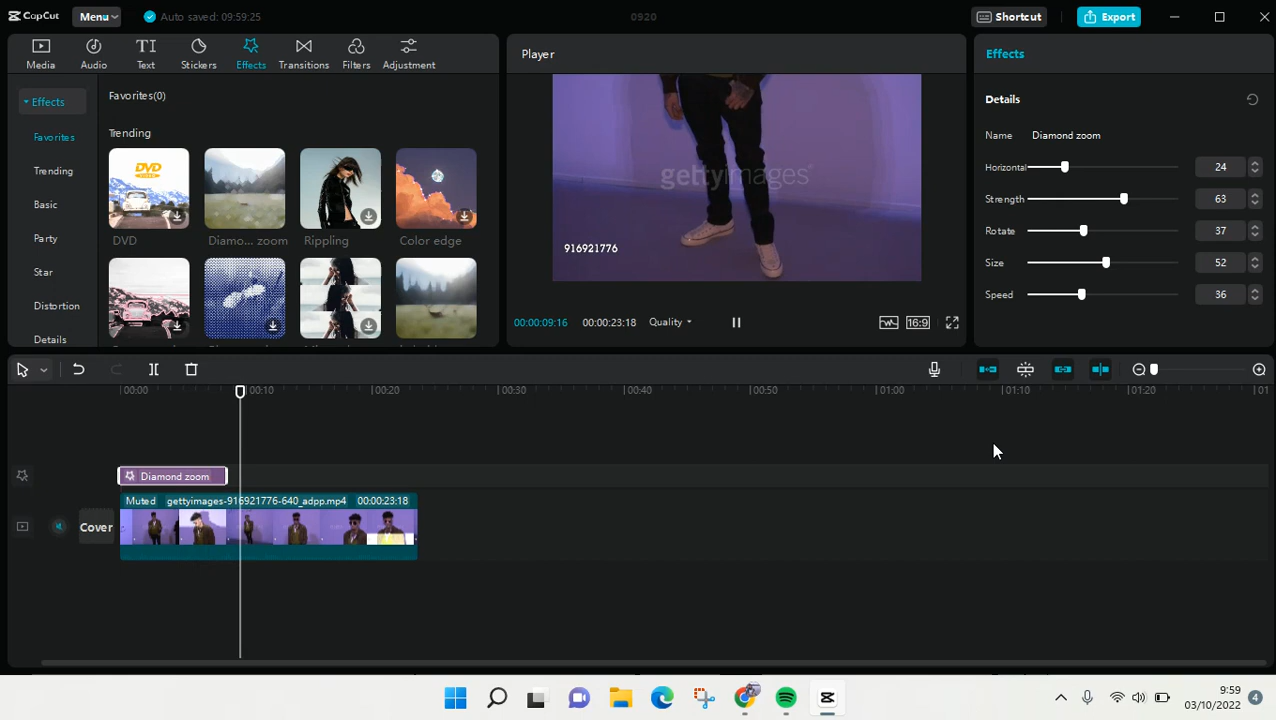 CapCut Menu Auto saved: 09:59:25 0920 Shortcut Export
Media Audio Text Stickers Effects Transitions Filters Adjustment
Effects
Favorites
Trending
Basic
Party
Star
Distortion
Details
Favorites(0)
Trending
DVD
DVD Diamo... zoom Rippling Color edge
Player
gettyimages
916921776
00:00:09:16 00:00:23:18 Quality 16:9
Effects
Details
Name Diamond zoom
Horizontal 24
Strength 63
Rotate 37
Size 52
Speed 36
00:00 00:10 00:20 00:30 00:40 00:50 01:00 01:10 01:20
Diamond zoom
Muted gettyimages-916921776-640_adpp.mp4 00:00:23:18
Cover
9:59
03/10/2022
4